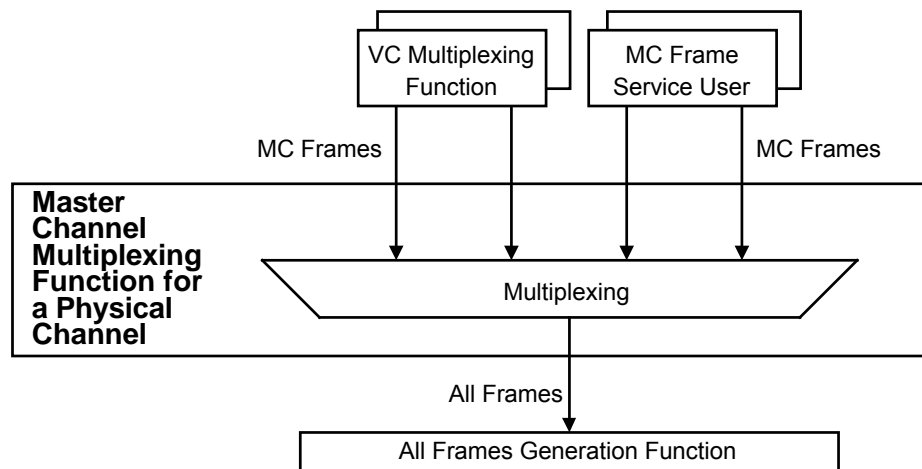 VC Multiplexing
Function
MC Frame
Service User
MC Frames
MC Frames
Master
Channel
Multiplexing
Function for
a Physical
Channel
Multiplexing
All Frames
All Frames Generation Function